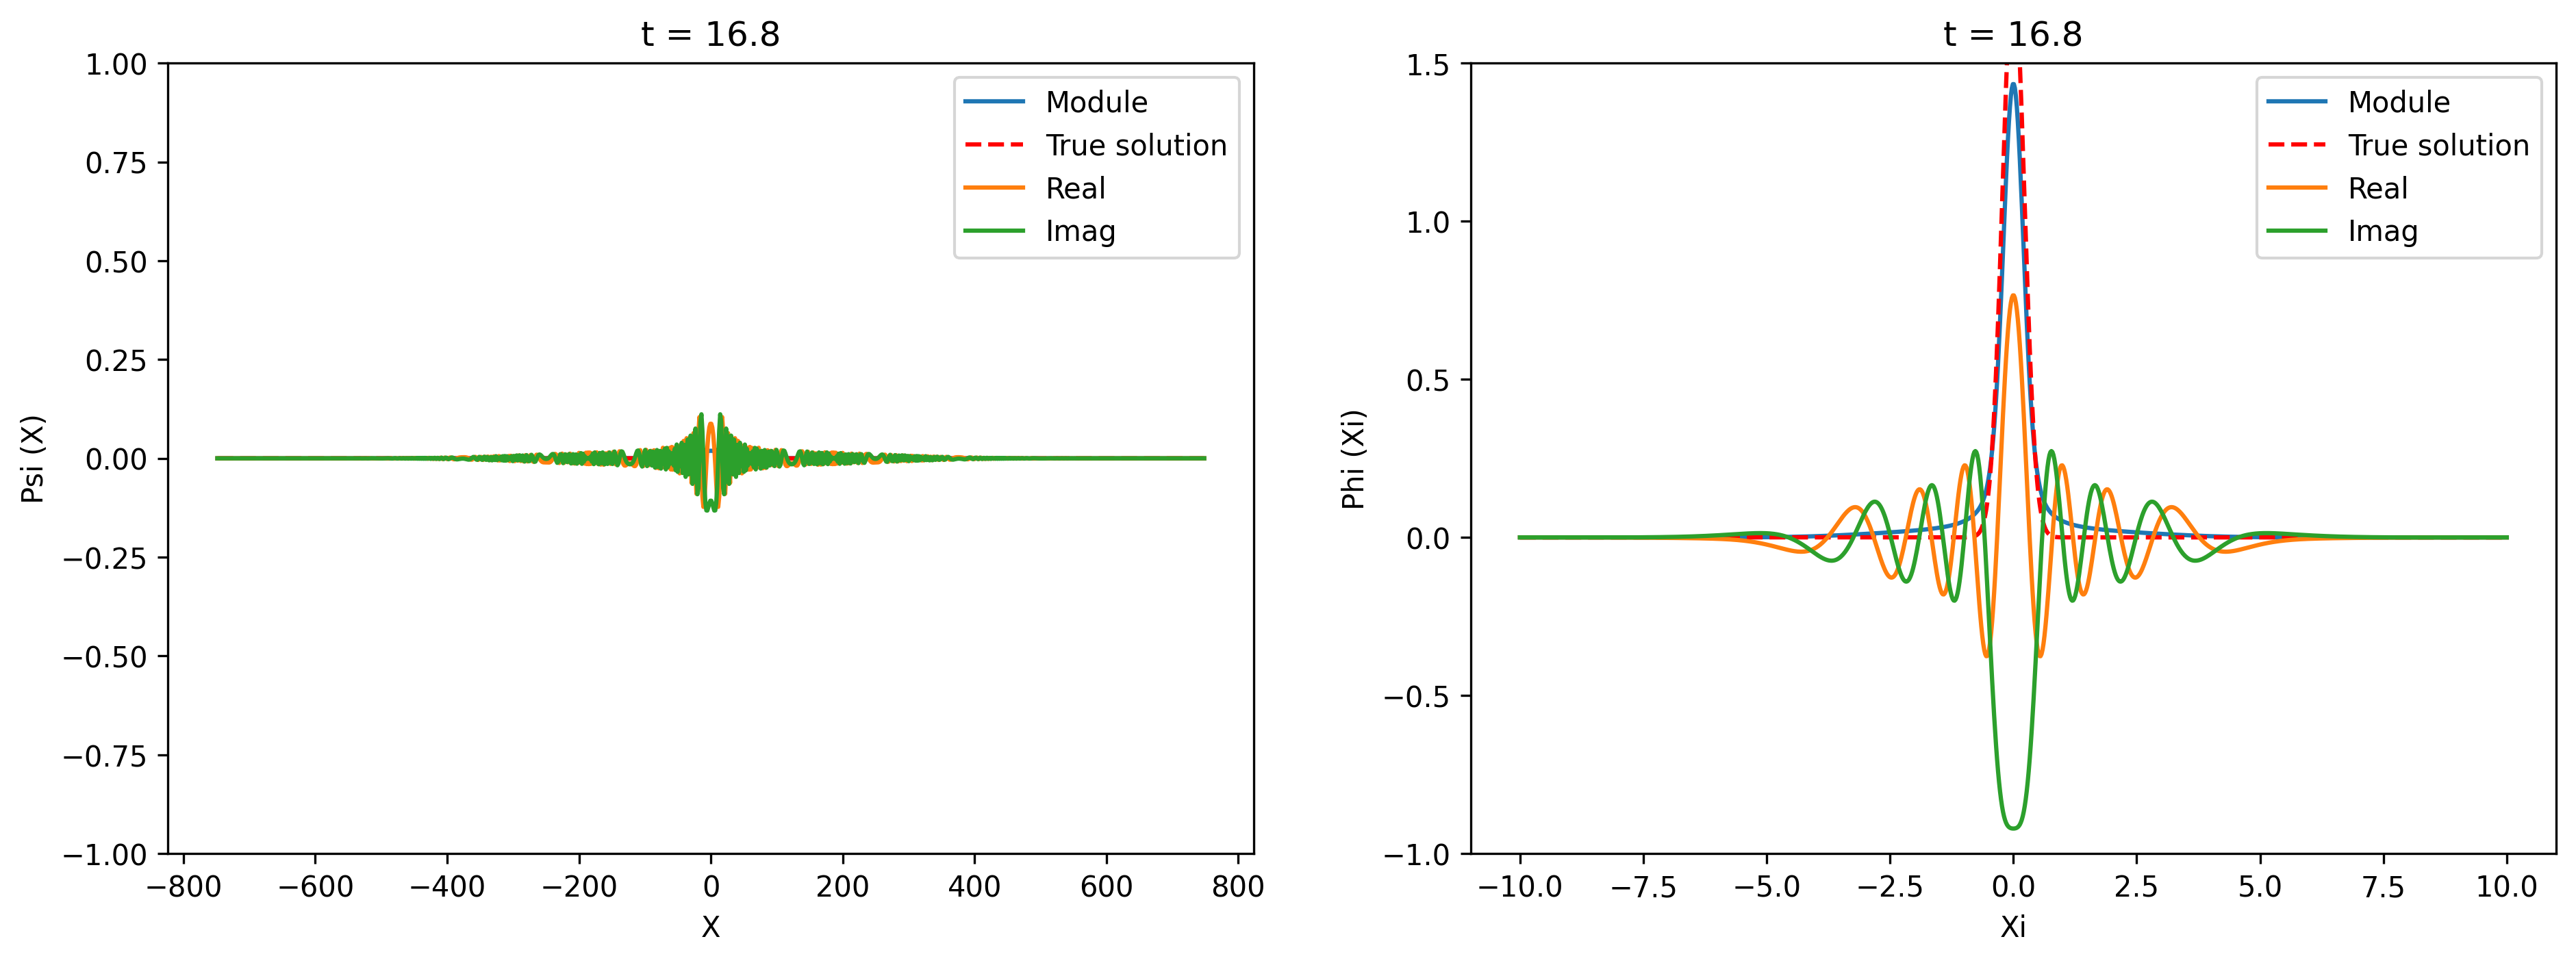 t = 16.8
1.00
0.75
0.50
0.25
0.00
−0.25
−0.50
−0.75
−1.00
Psi (X)
−800 −600 −400 −200 0 200 400 600 800
X
Module
True solution
Real
Imag
t = 16.8
1.5
1.0
0.5
0.0
−0.5
−1.0
Phi (Xi)
−10.0 −7.5 −5.0 −2.5 0.0 2.5 5.0 7.5 10.0
Xi
Module
True solution
Real
Imag